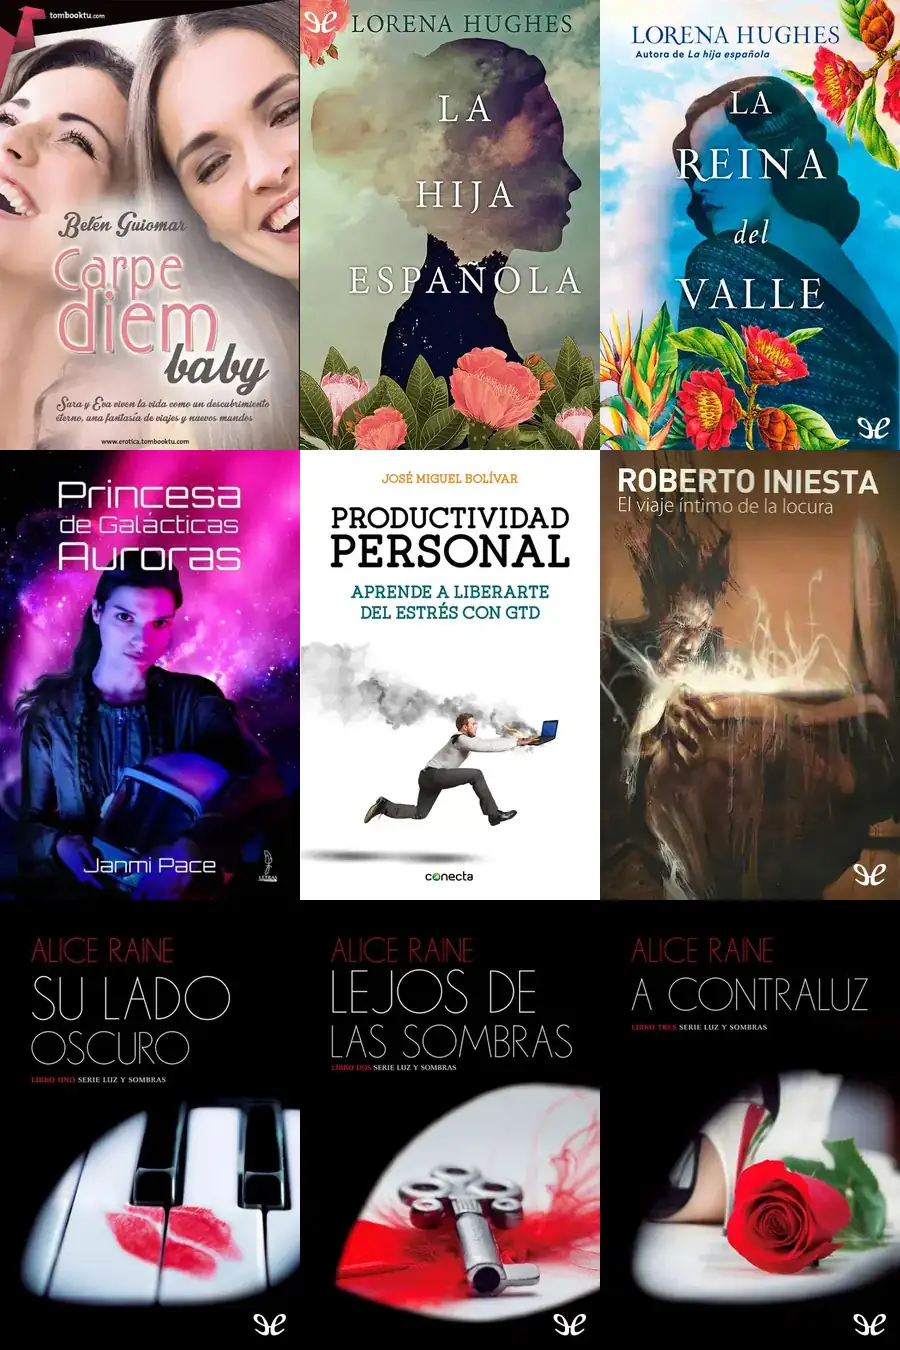 tombooktu.com
Belén Guiomar
Carpe
diem
baby
Sara y Eva viven la vida como un descubrimiento
eterno, una fantasía de viajes y nuevos mundos
www.erotica.tombooktu.com
LORENA HUGHES
LA
HIJA
ESPAÑOLA
LORENA HUGHES
Autora de La hija española
LA
REINA
del
VALLE
Princesa
de Galácticas
Auroras
Janmi Pace
JOSÉ MIGUEL BOLÍVAR
PRODUCTIVIDAD
PERSONAL
APRENDE A LIBERARTE
DEL ESTRÉS CON GTD
conecta
ROBERTO INIESTA
El viaje íntimo de la locura
ALICE RAINE
SU LADO
OSCURO
LIBRO UNO SERIE LUZ Y SOMBRAS
ALICE RAINE
LEJOS DE
LAS SOMBRAS
LIBRO DOS SERIE LUZ Y SOMBRAS
ALICE RAINE
A CONTRALUZ
LIBRO TRES SERIE LUZ Y SOMBRAS